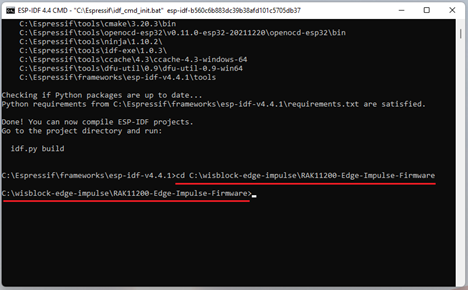 ESP-IDF 4.4 CMD - "C:\Espressif\idf_cmd_init.bat" esp-idf-b560c6b883dc39b38afd101c5705db37
C:\Espressif\tools\cmake\3.20.3\bin
C:\Espressif\tools\openocd-esp32\v0.11.0-esp32-20211220\openocd-esp32\bin
C:\Espressif\tools\ninja\1.10.2\
C:\Espressif\tools\idf-exe\1.0.3\
C:\Espressif\tools\ccache\4.3\ccache-4.3-windows-64
C:\Espressif\tools\dfu-util\0.9\dfu-util-0.9-win64
C:\Espressif\frameworks\esp-idf-v4.4.1\tools
Checking if Python packages are up to date...
Python requirements from C:\Espressif\frameworks\esp-idf-v4.4.1\requirements.txt are satisfied.
Done! You can now compile ESP-IDF projects.
Go to the project directory and run:
idf.py build
C:\Espressif\frameworks\esp-idf-v4.4.1>cd C:\wisblock-edge-impulse\RAK11200-Edge-Impulse-Firmware
C:\wisblock-edge-impulse\RAK11200-Edge-Impulse-Firmware>